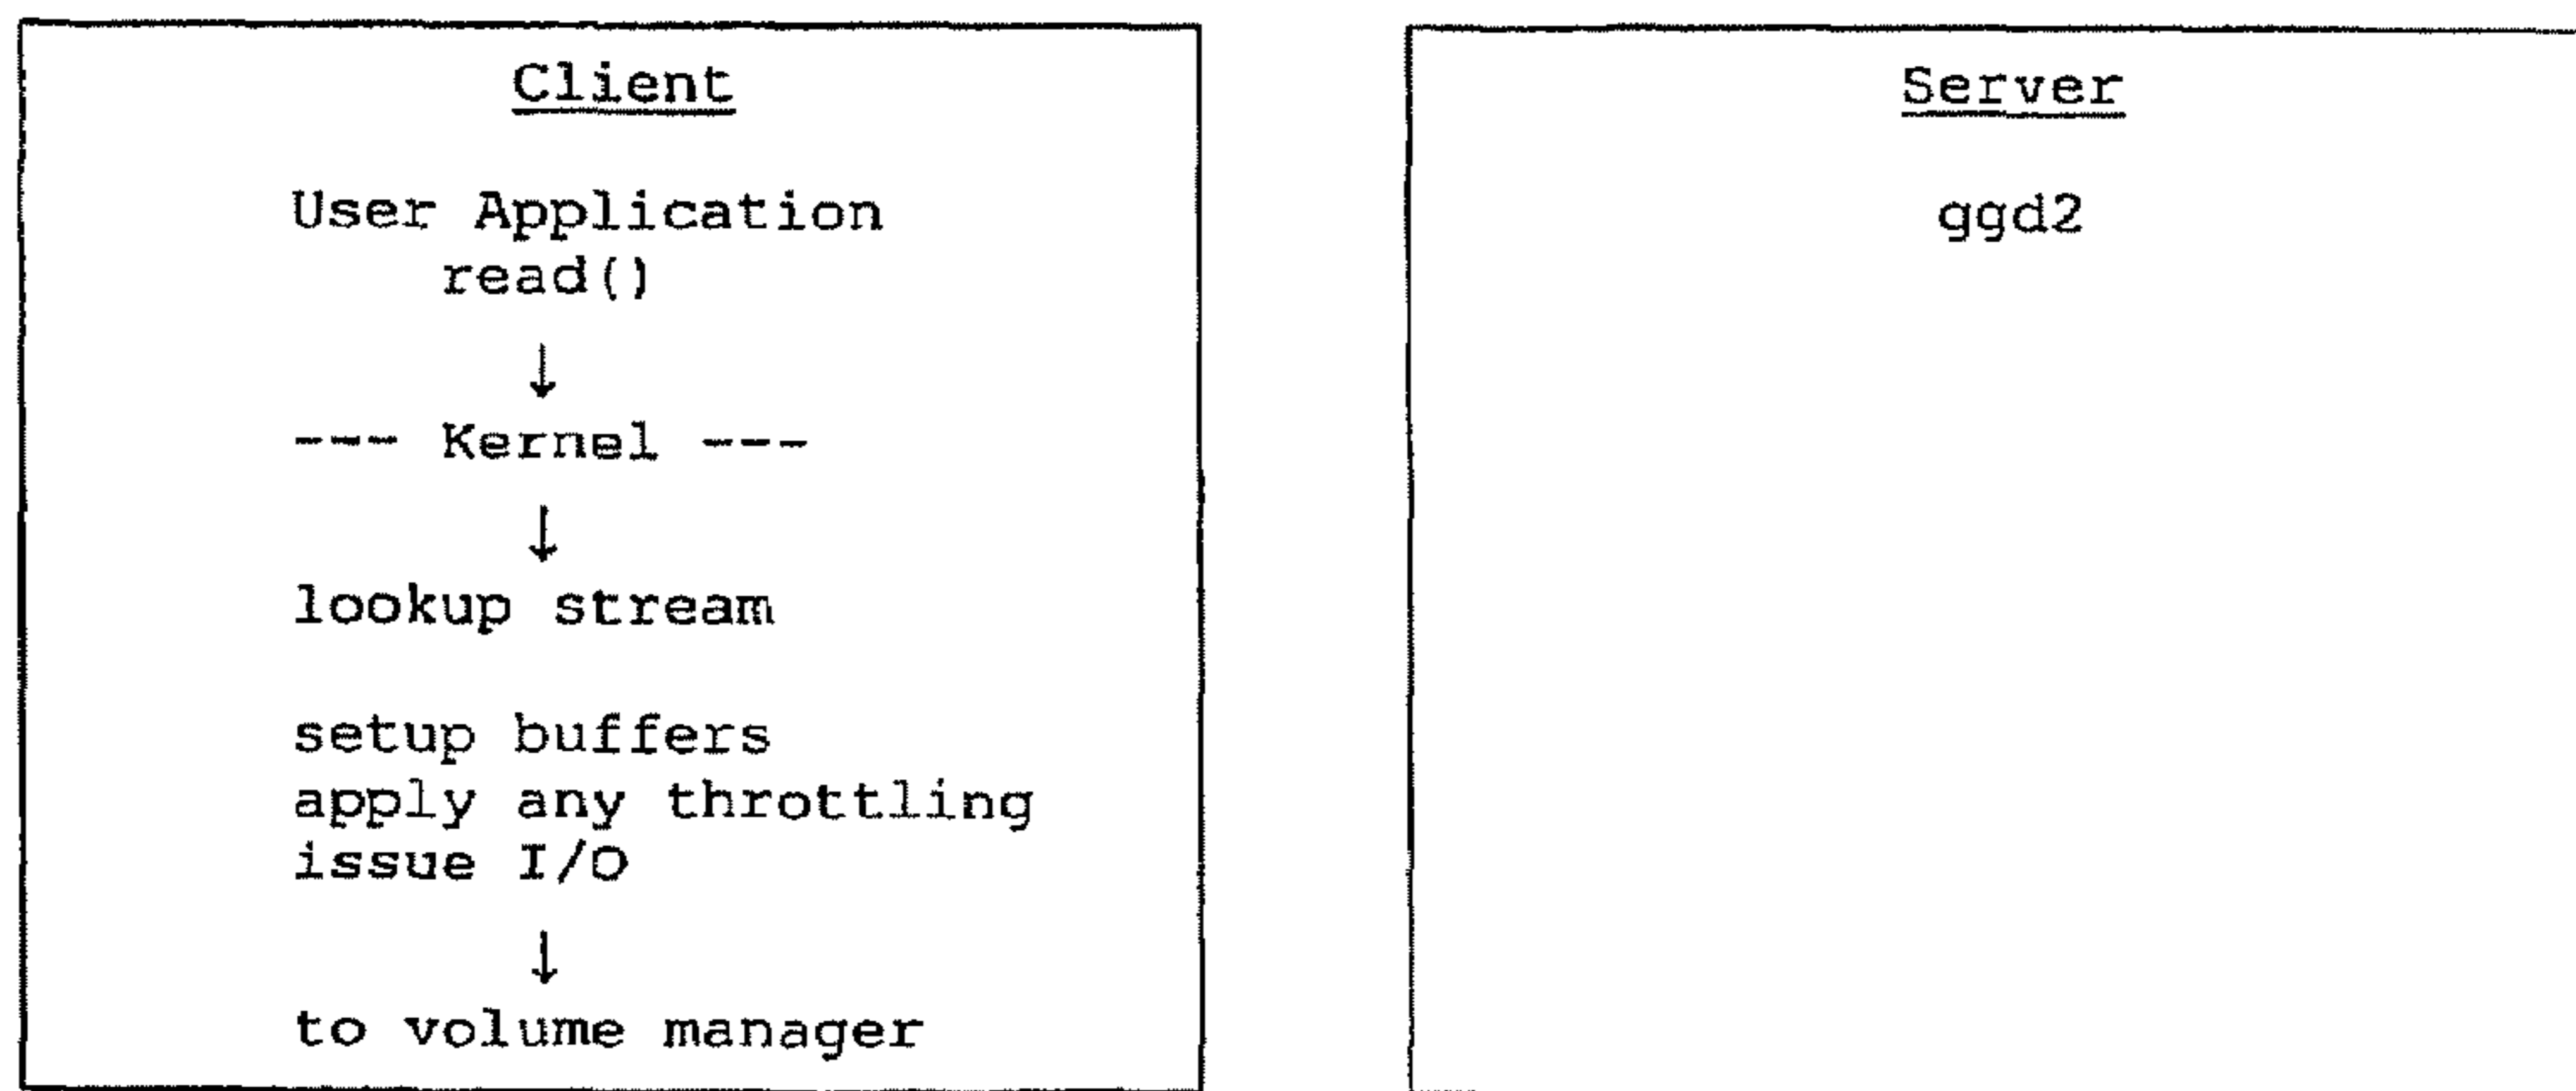 Client
User Application
read()
↓
--- Kernel ---
↓
lookup stream
setup buffers
apply any throttling
issue I/O
↓
to volume manager
Server
ggd2